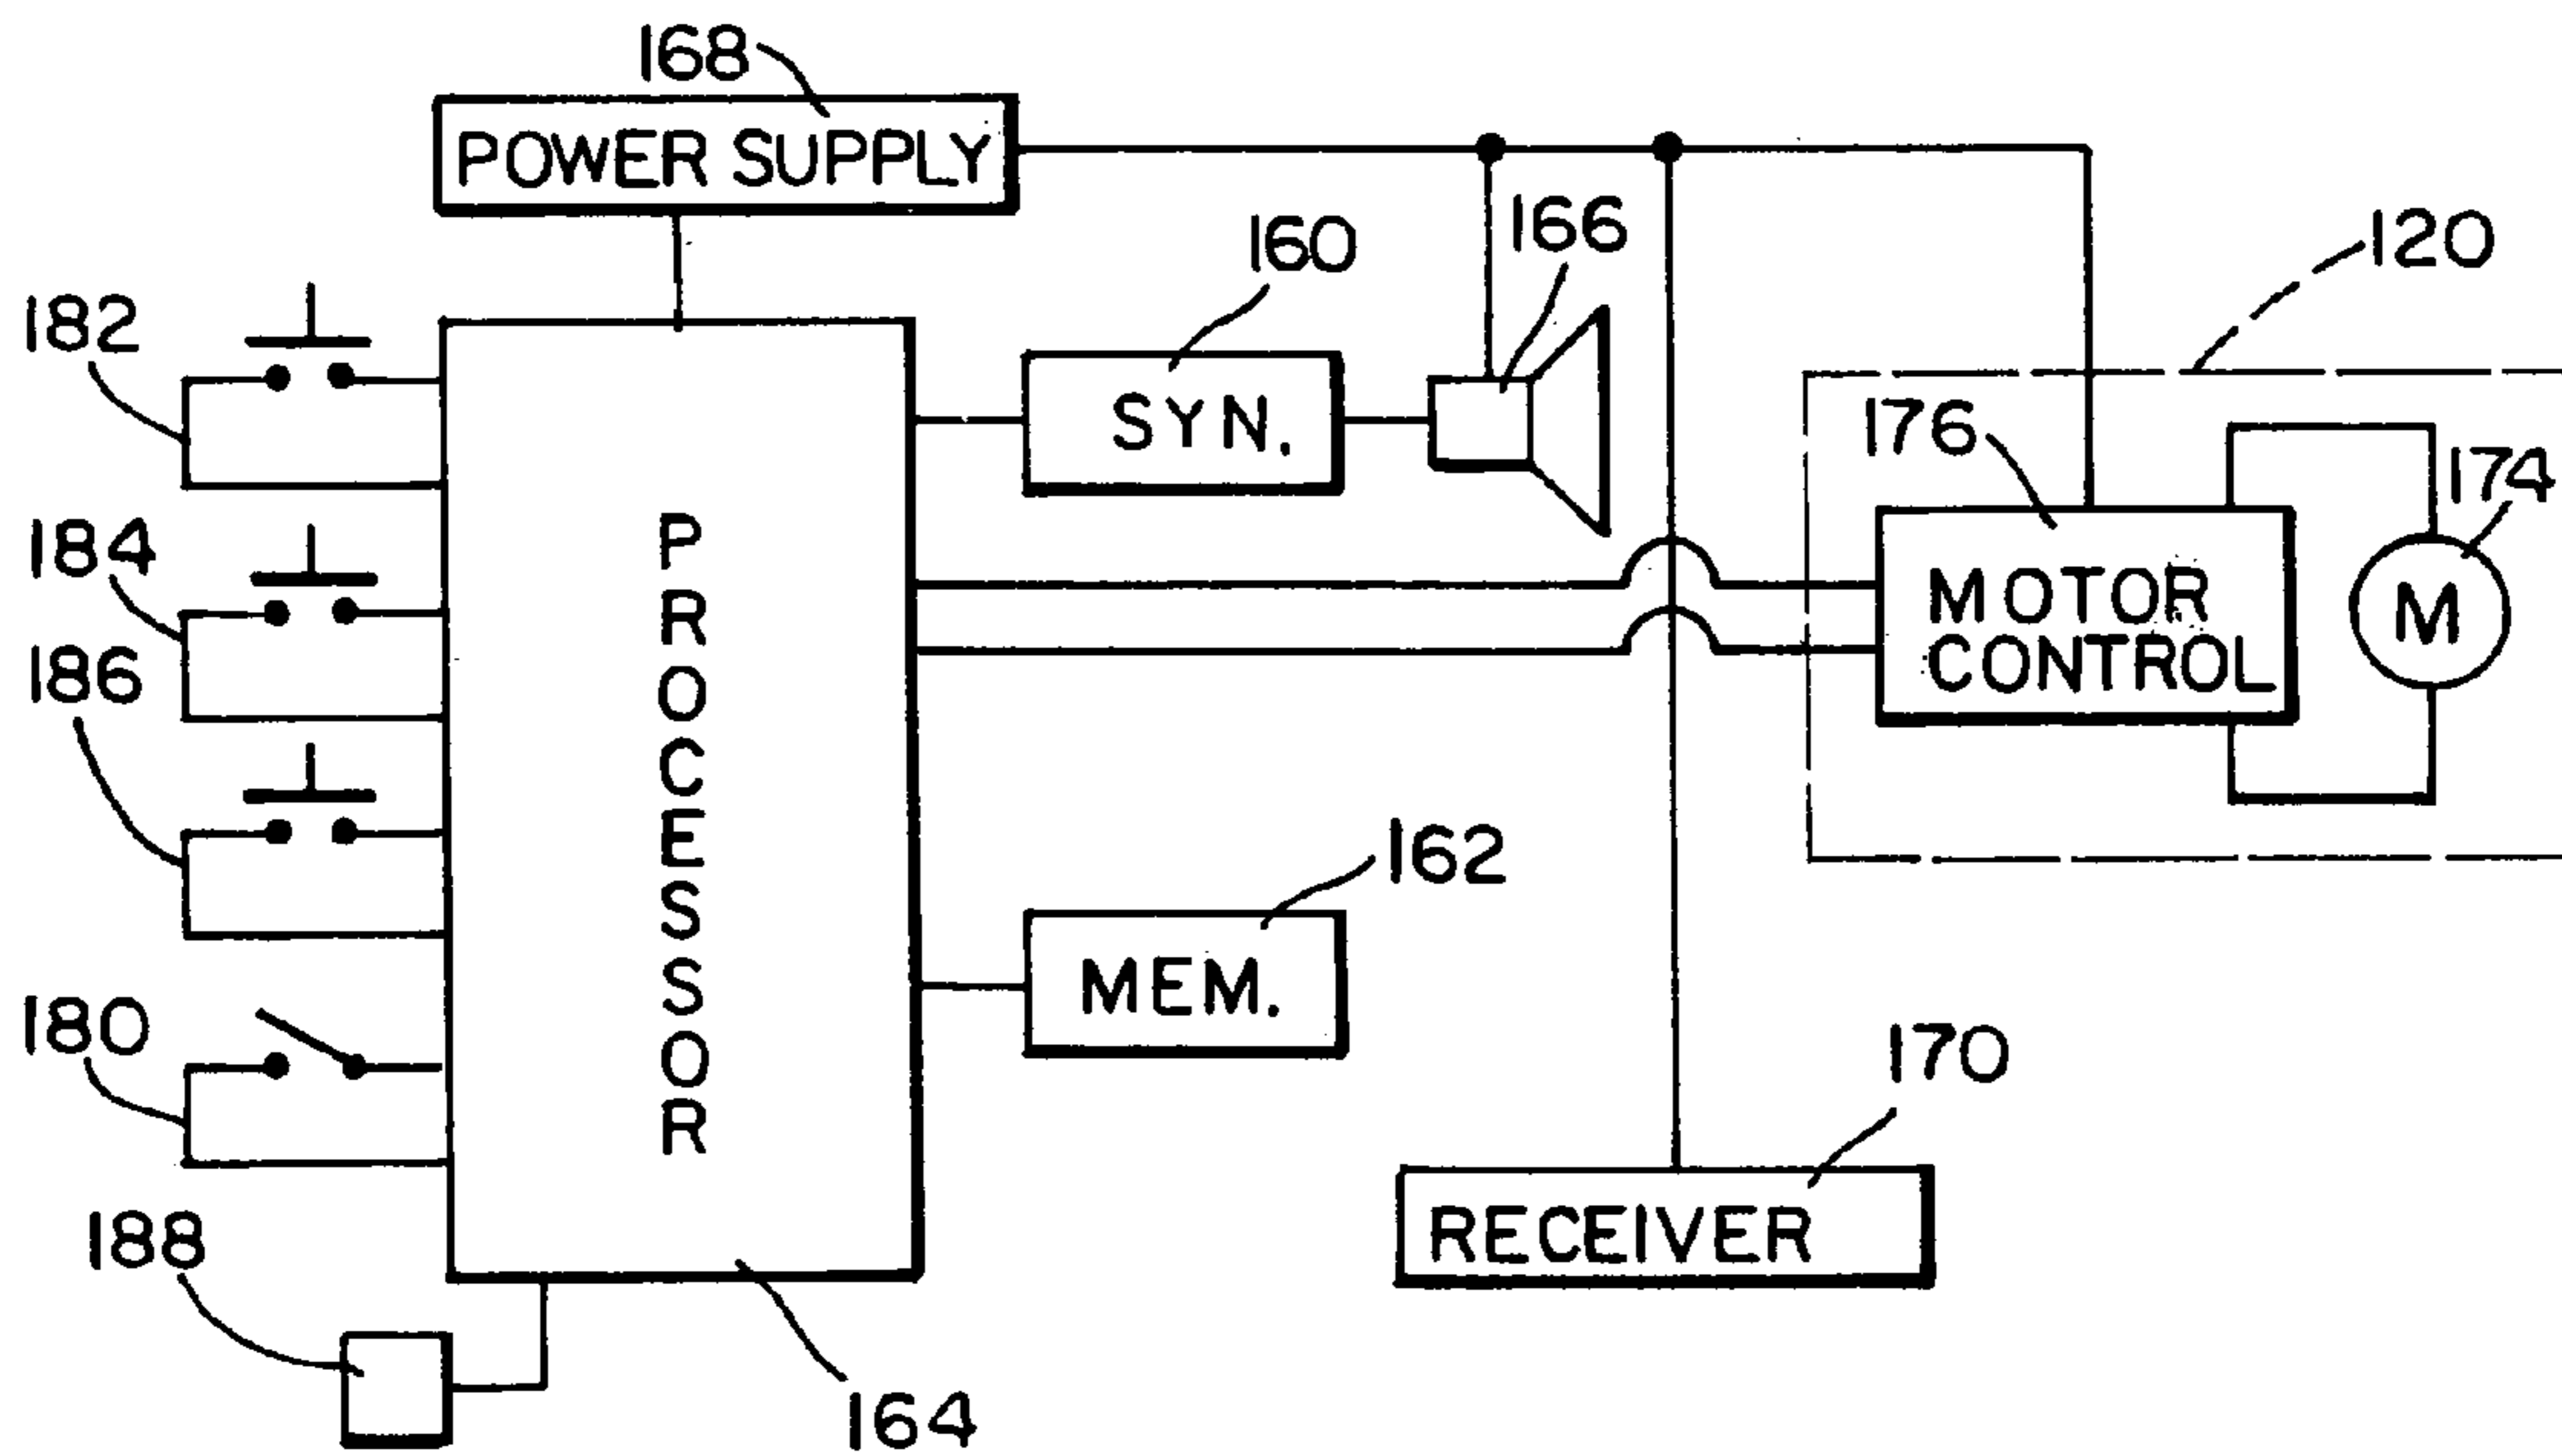 168
POWER SUPPLY
160
166
120
182
SYN.
176
174
184
MOTOR
CONTROL
M
186
PROCESSOR
162
MEM.
180
170
RECEIVER
188
164